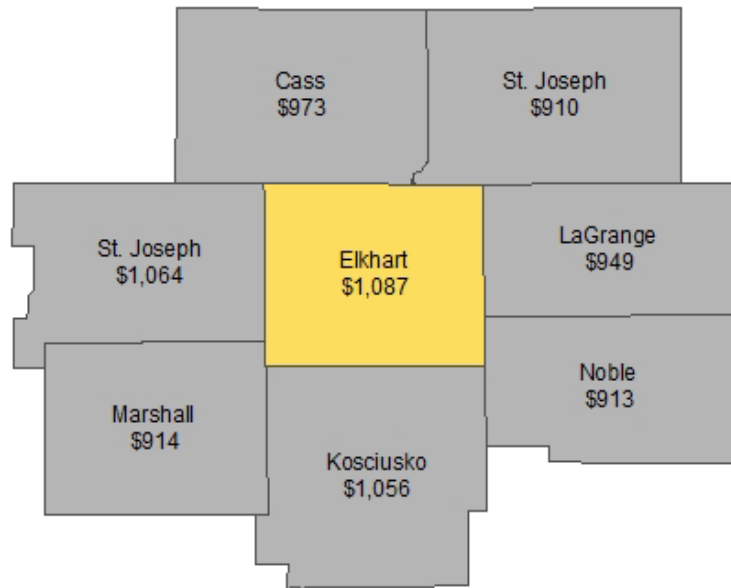 Cass
$973
St. Joseph
$910
St. Joseph
$1,064
Elkhart
$1,087
LaGrange
$949
Marshall
$914
Kosciusko
$1,056
Noble
$913